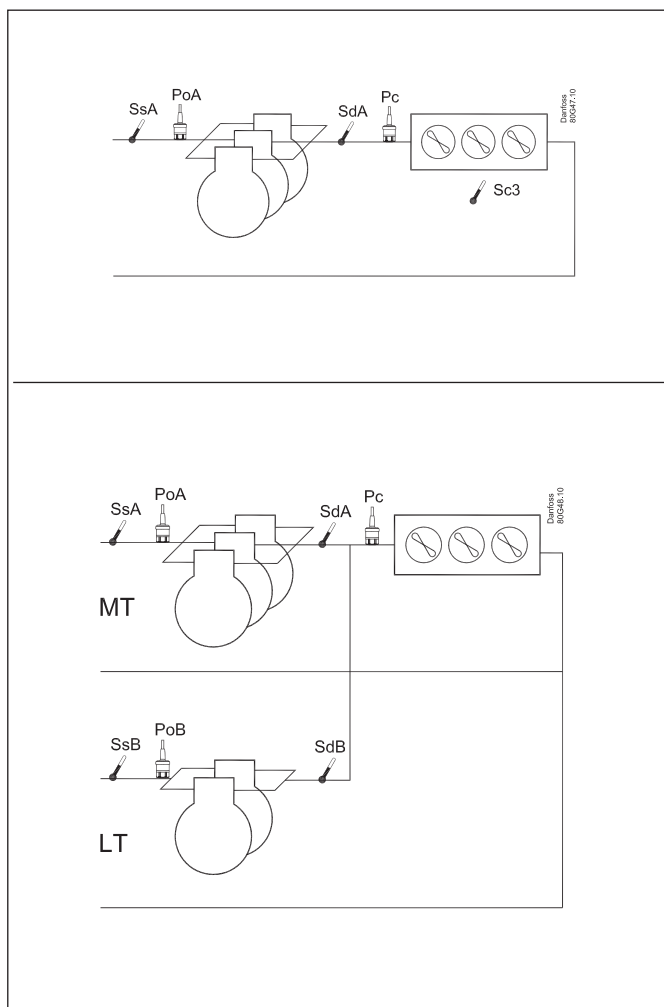 SsA
PoA
SdA
Pc
Danfoss
80G47.10
Sc3
SsA
PoA
SdA
Pc
Danfoss
80G48.10
MT
SsB
PoB
SdB
LT